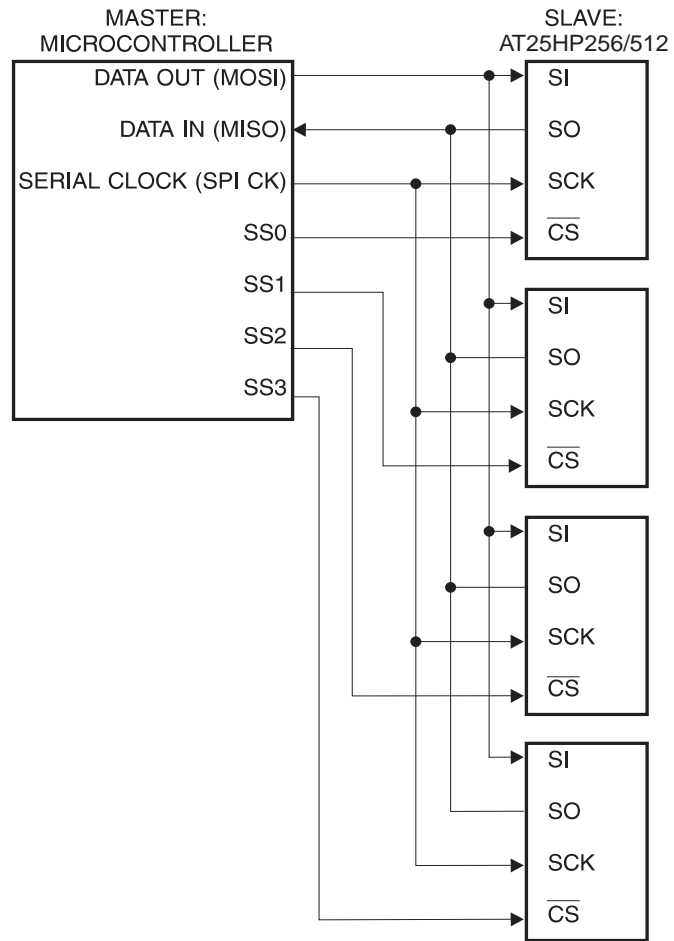 MASTER:
MICROCONTROLLER
SLAVE:
AT25HP256/512
DATA OUT (MOSI)
DATA IN (MISO)
SERIAL CLOCK (SPI CK)
SS0
SS1
SS2
SS3
SI
SO
SCK
CS
SI
SO
SCK
CS
SI
SO
SCK
CS
SI
SO
SCK
CS